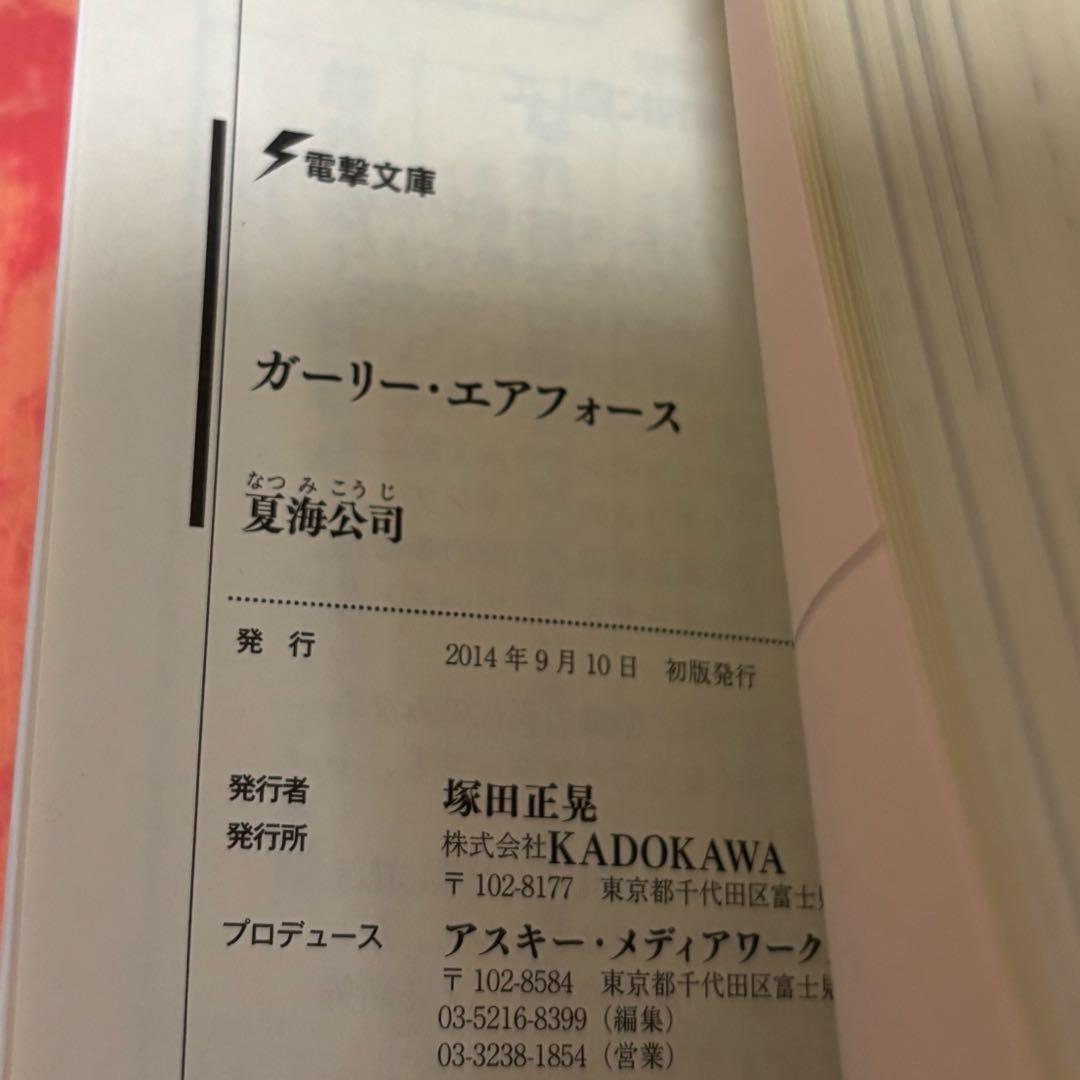 電撃文庫
ガーリー・エアフォース
なつ み こう じ
夏海公司
発 行 2014年9月10日 初版発行
発行者 塚田正晃
発行所 株式会社KADOKAWA
〒102-8177 東京都千代田区富士
プロデュース アスキー・メディアワーク
〒102-8584 東京都千代田区富士
03-5216-8399（編集）
03-3238-1854（営業）